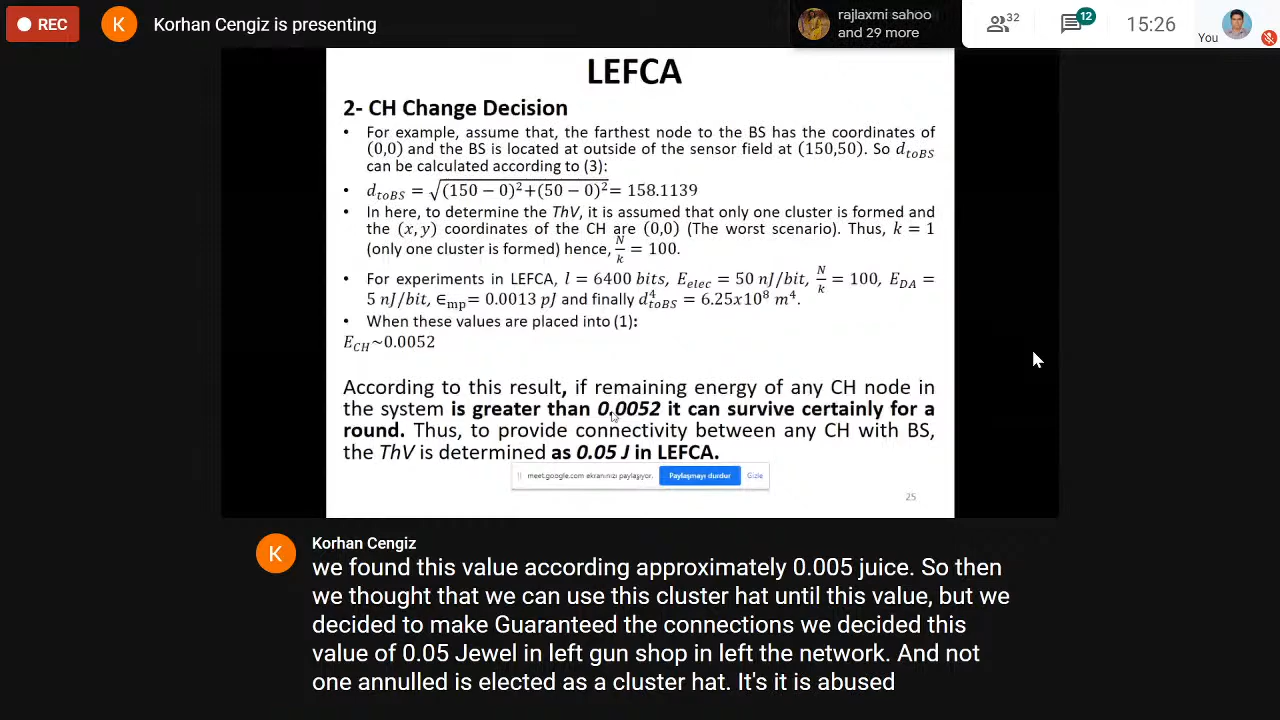 REC
K
Korhan Cengiz is presenting
rajlaxmi sahoo
and 29 more
32
12
15:26
You
LEFCA
2- CH Change Decision
• For example, assume that, the farthest node to the BS has the coordinates of
(0,0) and the BS is located at outside of the sensor field at (150,50). So d_toBS
can be calculated according to (3):
• d_toBS = √(150 − 0)²+(50 − 0)²= 158.1139
• In here, to determine the ThV, it is assumed that only one cluster is formed and
the (x, y) coordinates of the CH are (0,0) (The worst scenario). Thus, k = 1
(only one cluster is formed) hence, N/k = 100.
• For experiments in LEFCA, l = 6400 bits, E_elec = 50 nJ/bit, N/k = 100, E_DA =
5 nJ/bit, ϵ_mp= 0.0013 pJ and finally d⁴_toBS = 6.25x10⁸ m⁴.
• When these values are placed into (1):
E_CH~0.0052
According to this result, if remaining energy of any CH node in
the system is greater than 0.0052 it can survive certainly for a
round. Thus, to provide connectivity between any CH with BS,
the ThV is determined as 0.05 J in LEFCA.
meet.google.com ekranınızı paylaşıyor. Paylaşmayı durdur Gizle
25
K
Korhan Cengiz
we found this value according approximately 0.005 juice. So then
we thought that we can use this cluster hat until this value, but we
decided to make Guaranteed the connections we decided this
value of 0.05 Jewel in left gun shop in left the network. And not
one annulled is elected as a cluster hat. It's it is abused